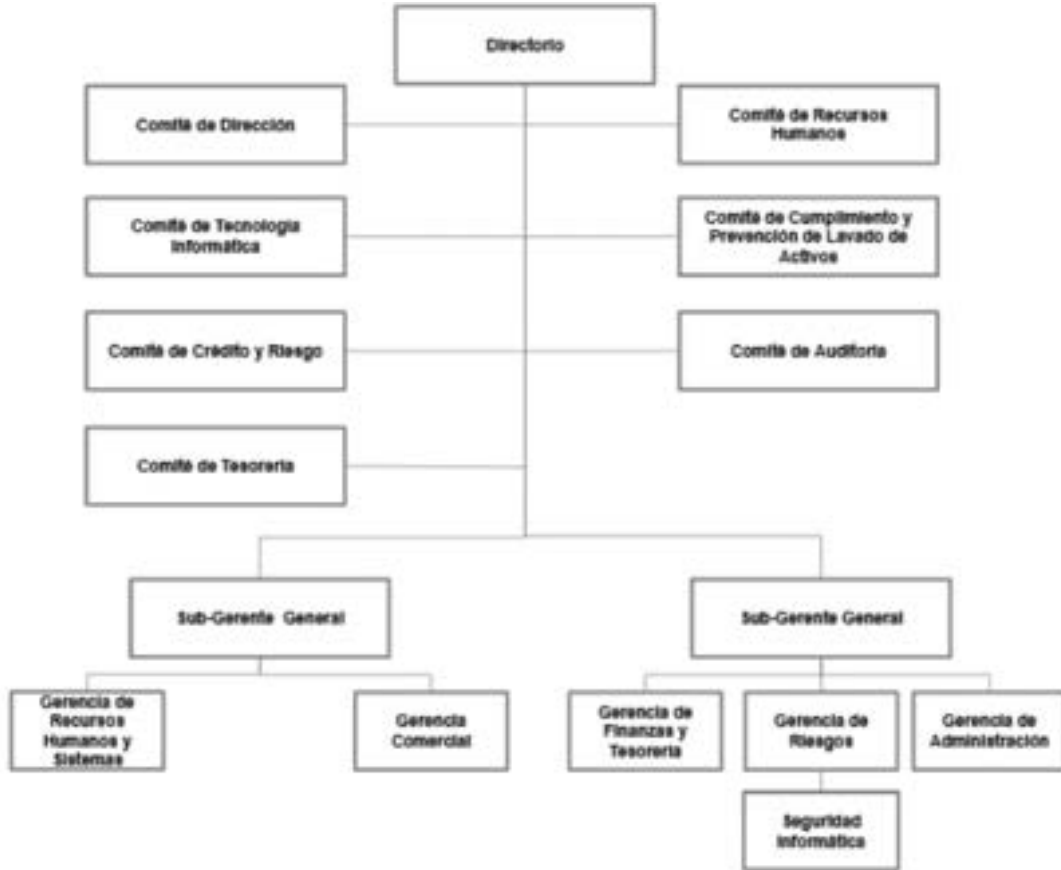 Directorio
Comité de Dirección
Comité de Recursos
Humanos
Comité de Tecnología
Informática
Comité de Cumplimiento y
Prevención de Lavado de
Activos
Comité de Crédito y Riesgo
Comité de Auditoría
Comité de Tesorería
Sub-Gerente General
Sub-Gerente General
Gerencia de
Recursos
Humanos y
Sistemas
Gerencia
Comercial
Gerencia de
Finanzas y
Tesorería
Gerencia de
Riesgos
Gerencia de
Administración
Seguridad
Informática